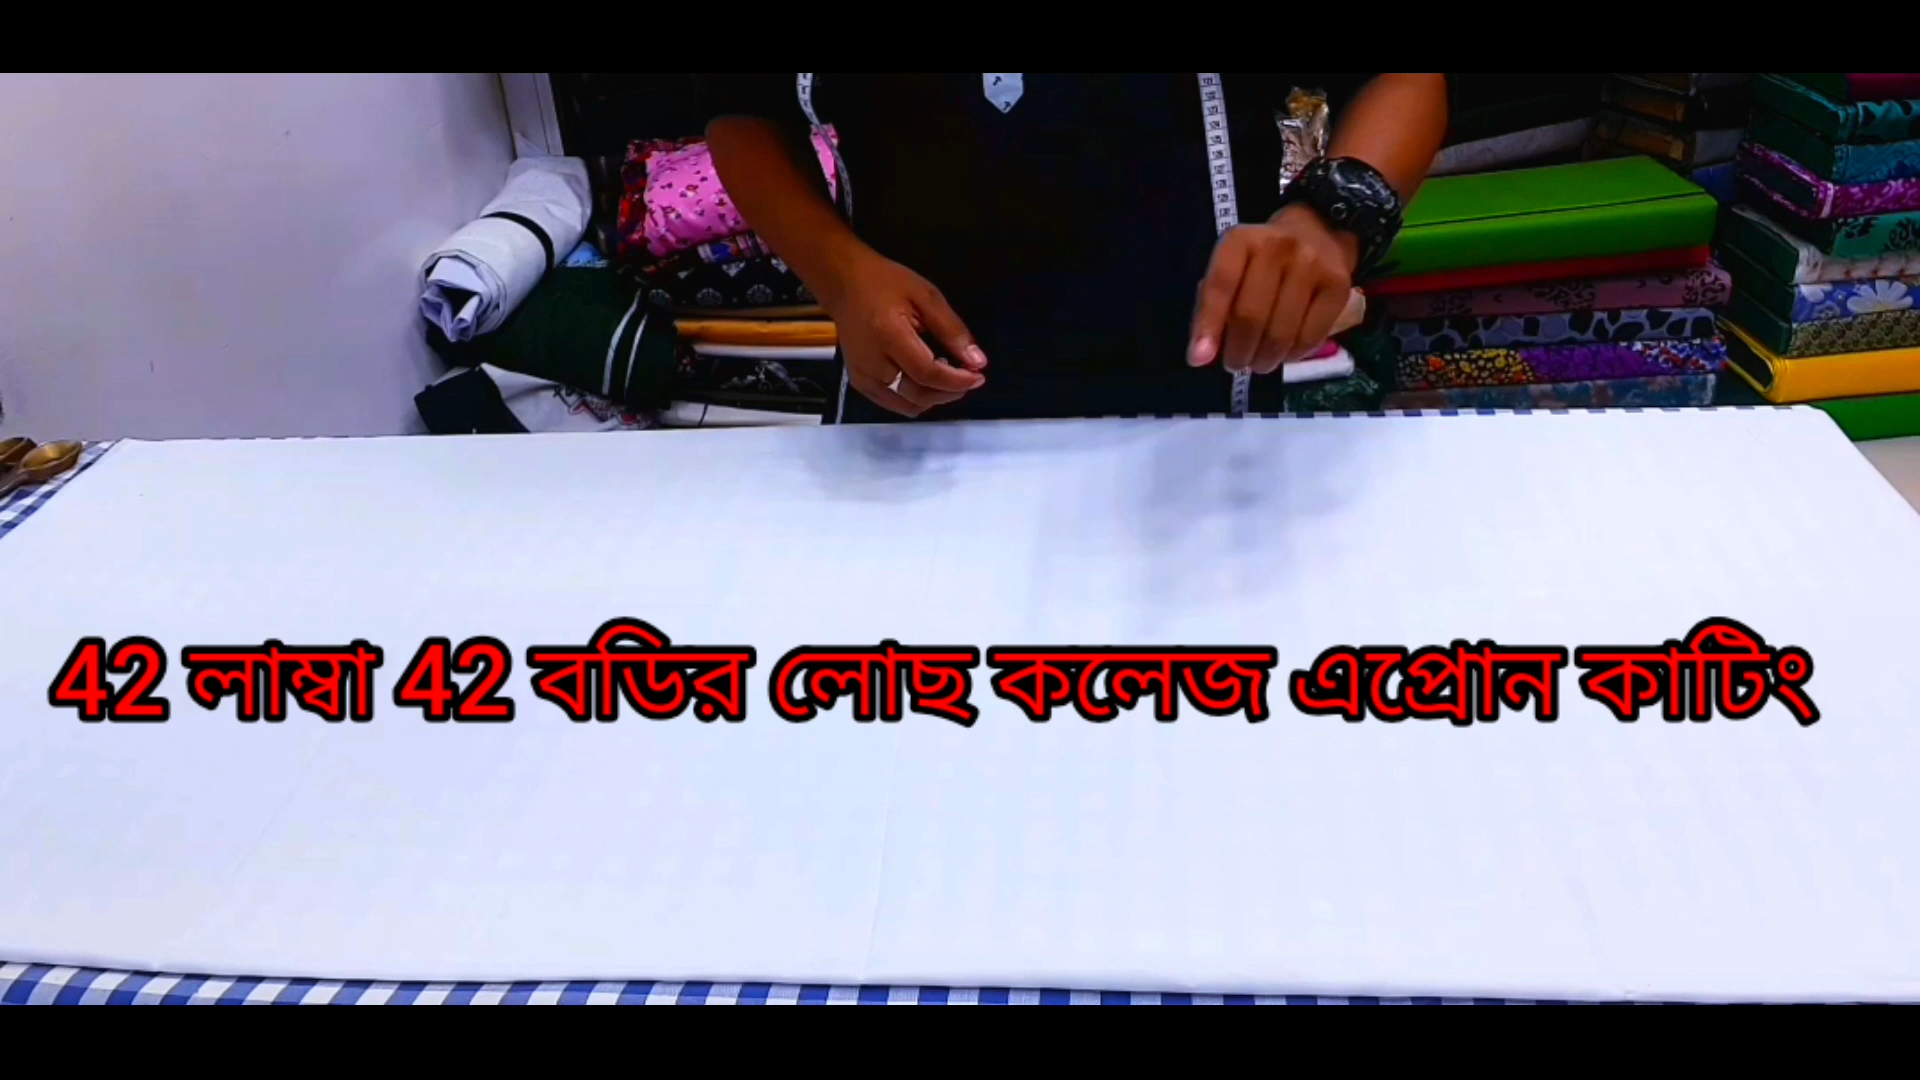 42 লাম্বা 42 বডির লোছ কলেজ এপ্রোন কাটিং